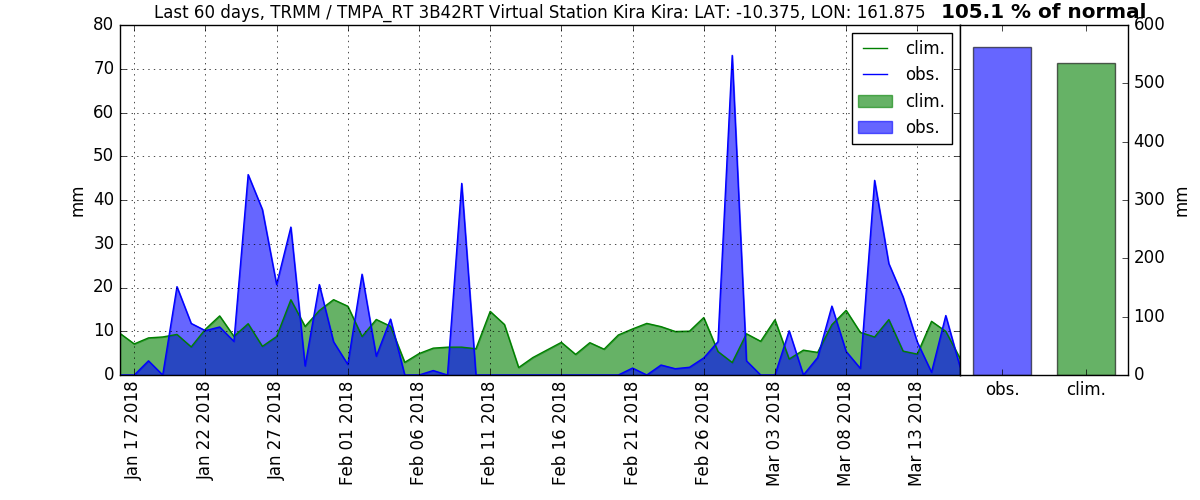 Last 60 days, TRMM / TMPA_RT 3B42RT Virtual Station Kira Kira: LAT: -10.375, LON: 161.875 105.1 % of normal
80
70
60
50
40
30
20
10
0
mm
clim.
obs.
clim.
obs.
600
500
400
300
200
100
0
mm
obs.
clim.
Jan 17 2018
Jan 22 2018
Jan 27 2018
Feb 01 2018
Feb 06 2018
Feb 11 2018
Feb 16 2018
Feb 21 2018
Feb 26 2018
Mar 03 2018
Mar 08 2018
Mar 13 2018